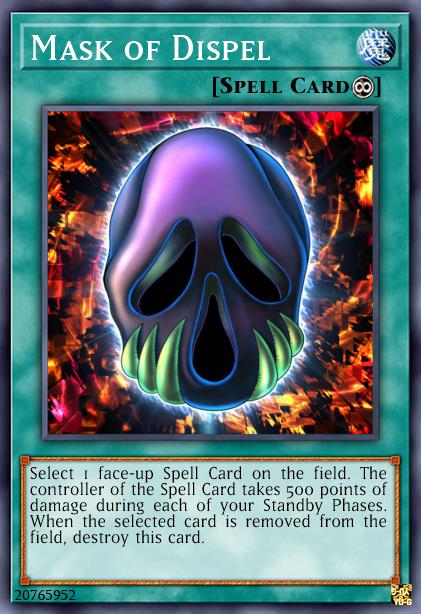 Mask of Dispel
[Spell Card]
Select 1 face-up Spell Card on the field. The
controller of the Spell Card takes 500 points of
damage during each of your Standby Phases.
When the selected card is removed from the
field, destroy this card.
20765952